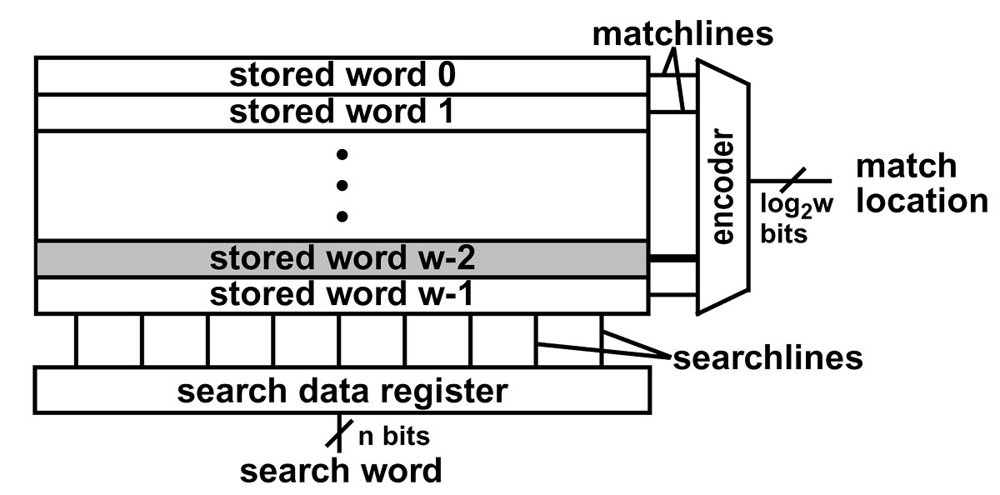 matchlines
stored word 0
stored word 1
encoder
match
location
log₂w
bits
stored word w-2
stored word w-1
searchlines
search data register
n bits
search word